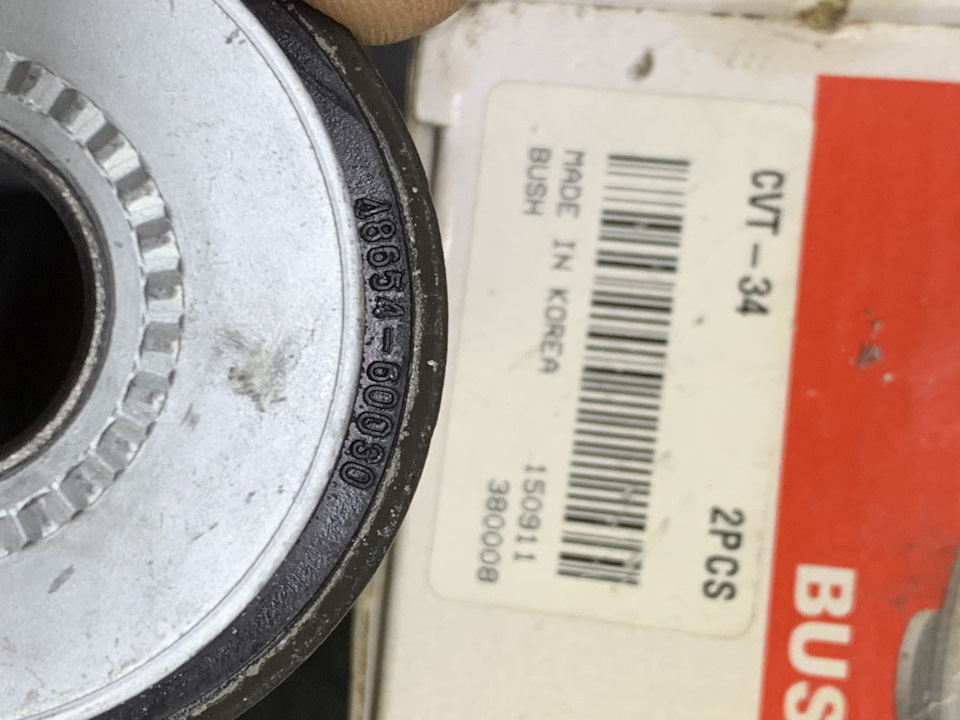 48654-60030
CVT-34 2PCS
MADE IN KOREA 150911
BUSH 380008
BUS